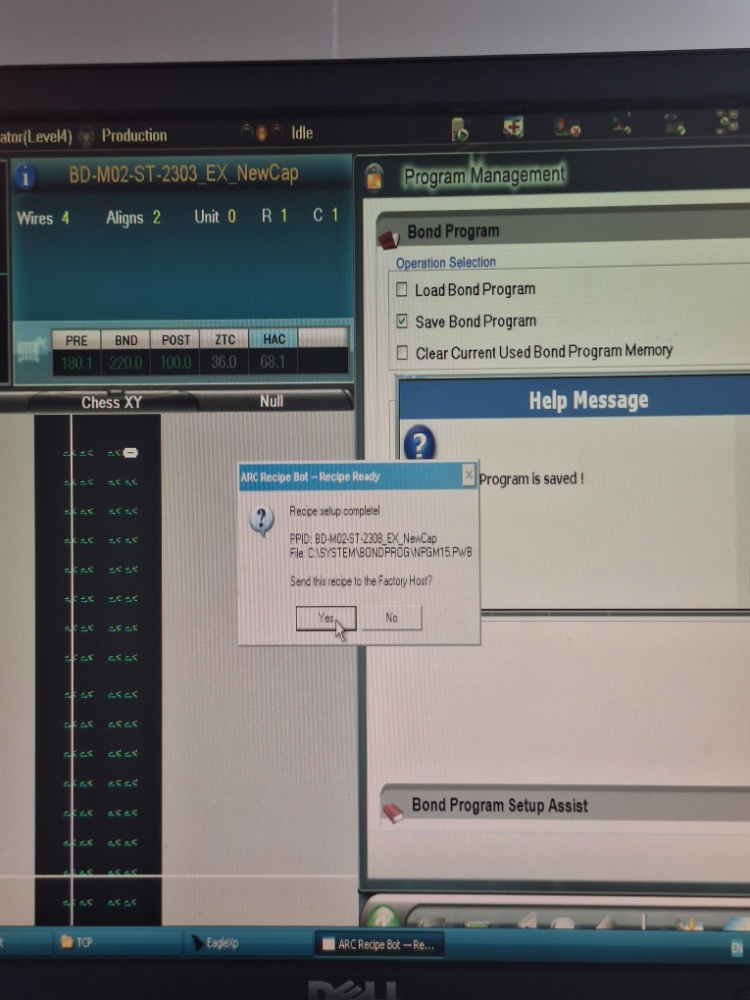 ator(Level4) Production Idle
BD-M02-ST-2303_EX_NewCap
Wires 4 Aligns 2 Unit 0 R 1 C 1
PRE BND POST ZTC HAC
180.1 220.0 100.0 36.0 68.1
Chess XY Null
Program Management
Bond Program
Operation Selection
Load Bond Program
Save Bond Program
Clear Current Used Bond Program Memory
Help Message
Program is saved !
ARC Recipe Bot — Recipe Ready
Recipe setup complete!
PPID: BD-M02-ST-2308_EX_NewCap
File: C:\SYSTEM\BONDPROG\NPGM15.PWB
Send this recipe to the Factory Host?
Yes No
Bond Program Setup Assist
t TCP EagleXp ARC Recipe Bot — Re... EN
DELL